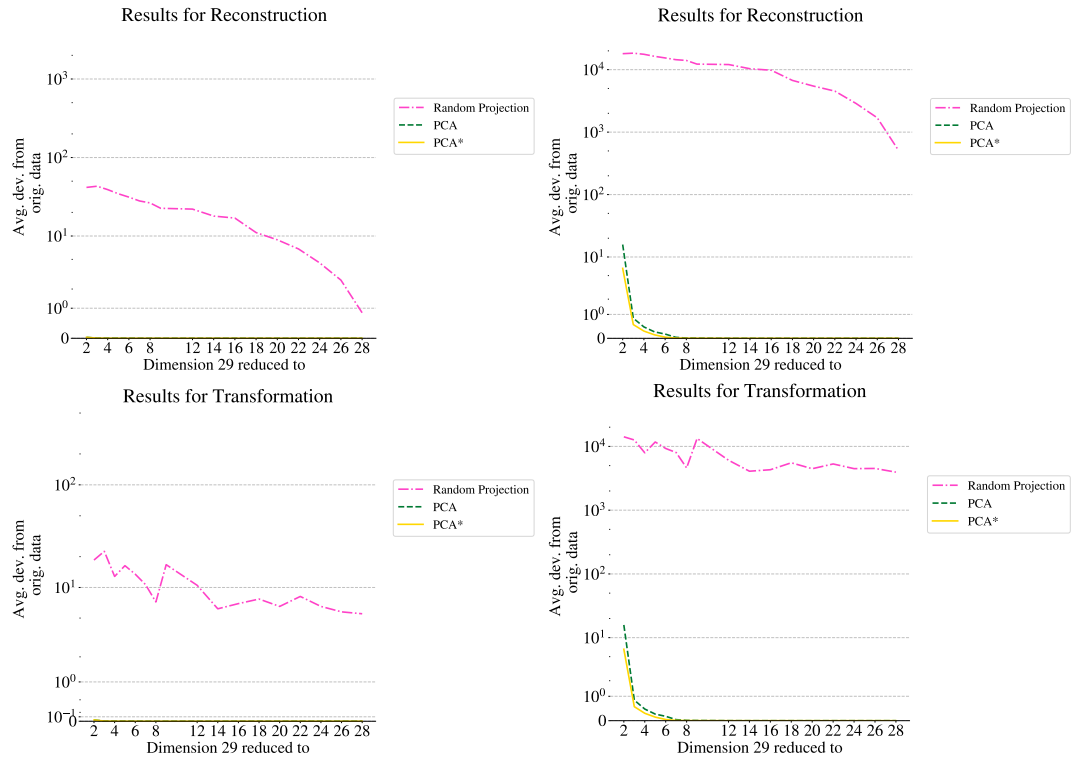 Results for Reconstruction
10^3
10^2
10^1
10^0
0
Avg. dev. from
orig. data
2 4 6 8 12 14 16 18 20 22 24 26 28
Dimension 29 reduced to
Random Projection
PCA
PCA*
Results for Reconstruction
10^4
10^3
10^2
10^1
10^0
0
Avg. dev. from
orig. data
2 4 6 8 12 14 16 18 20 22 24 26 28
Dimension 29 reduced to
Random Projection
PCA
PCA*
Results for Transformation
10^2
10^1
10^0
10^−1
0
Avg. dev. from
orig. data
2 4 6 8 12 14 16 18 20 22 24 26 28
Dimension 29 reduced to
Random Projection
PCA
PCA*
Results for Transformation
10^4
10^3
10^2
10^1
10^0
0
Avg. dev. from
orig. data
2 4 6 8 12 14 16 18 20 22 24 26 28
Dimension 29 reduced to
Random Projection
PCA
PCA*